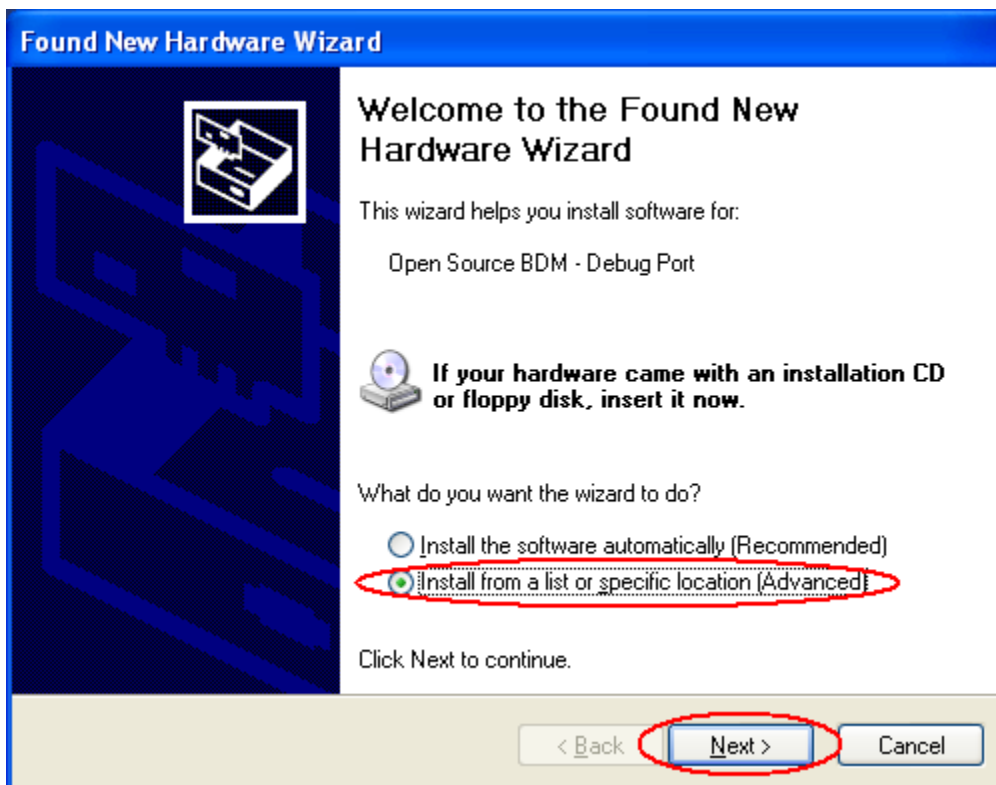 Found New Hardware Wizard
Welcome to the Found New
Hardware Wizard
This wizard helps you install software for:
Open Source BDM - Debug Port
If your hardware came with an installation CD
or floppy disk, insert it now.
What do you want the wizard to do?
Install the software automatically (Recommended)
Install from a list or specific location (Advanced)
Click Next to continue.
< Back Next > Cancel